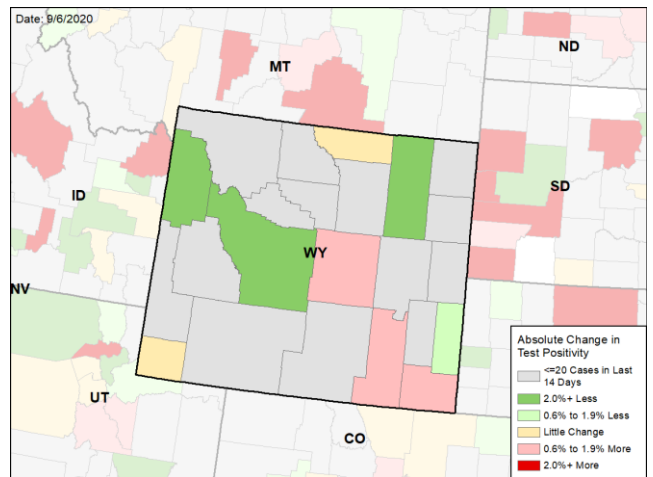 Date: 9/6/2020
MT
ND
ID
SD
WY
NV
UT
CO
Absolute Change in
Test Positivity
<=20 Cases in Last
14 Days
2.0%+ Less
0.6% to 1.9% Less
Little Change
0.6% to 1.9% More
2.0%+ More